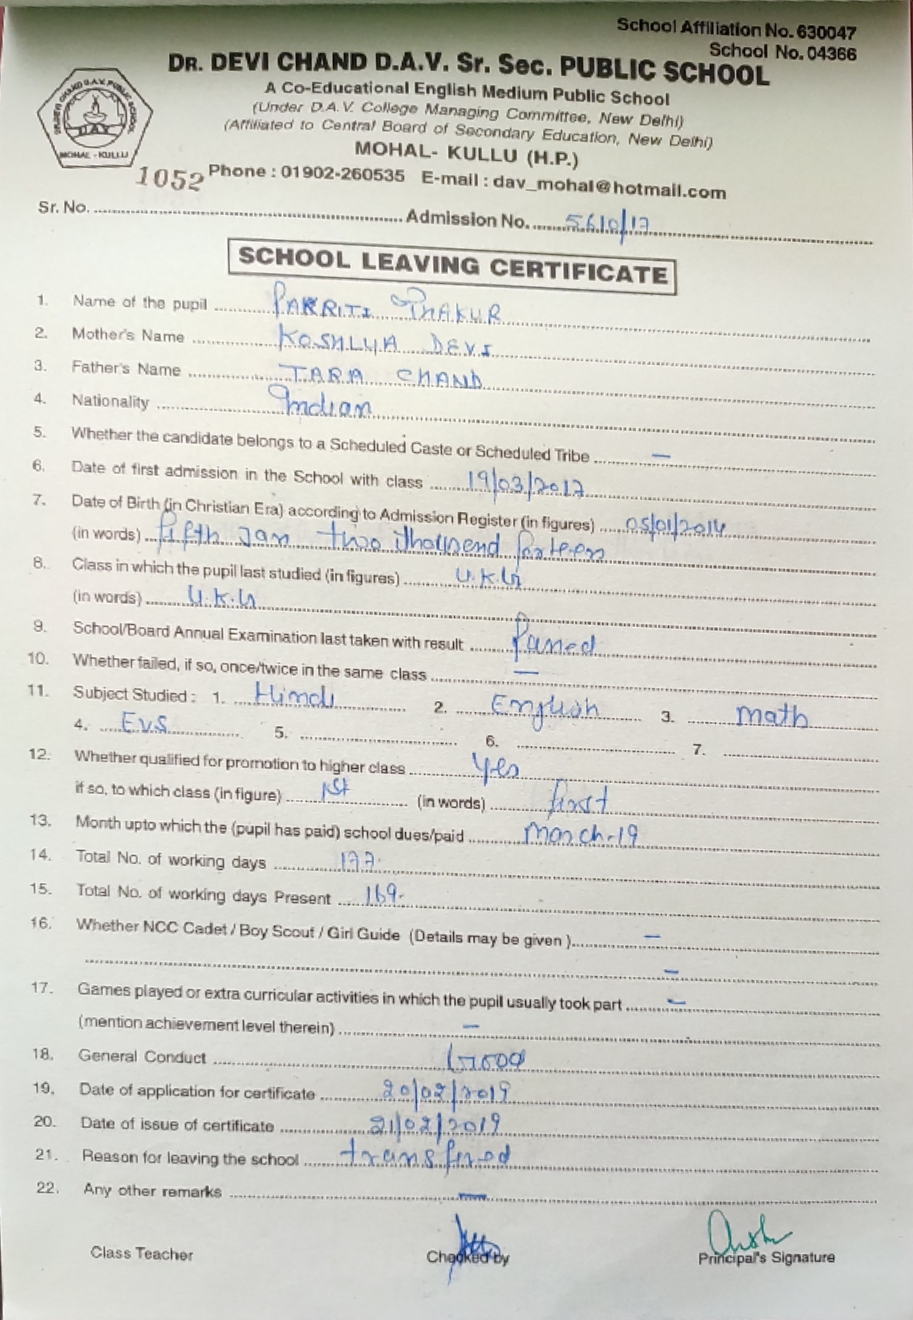 School Affiliation No. 630047
School No. 04366
DR. DEVI CHAND D.A.V. Sr. Sec. PUBLIC SCHOOL
A Co-Educational English Medium Public School
(Under D.A.V. College Managing Committee, New Delhi)
(Affiliated to Central Board of Secondary Education, New Delhi)
MOHAL- KULLU (H.P.)
DAV
MOHAL - KULLU
1052 Phone : 01902-260535 E-mail : dav_mohal@hotmail.com
Sr. No. Admission No. 5610/17
SCHOOL LEAVING CERTIFICATE
1. Name of the pupil PAKRITI THAKUR
2. Mother's Name KOSHLYA DEVI
3. Father's Name TARA CHAND
4. Nationality Indian
5. Whether the candidate belongs to a Scheduled Caste or Scheduled Tribe —
6. Date of first admission in the School with class 19/03/2017
7. Date of Birth (in Christian Era) according to Admission Register (in figures) 05/01/2014
(in words) fifth Jan two thousend forteen
8. Class in which the pupil last studied (in figures) U.K.G
(in words) U.K.G
9. School/Board Annual Examination last taken with result Passed
10. Whether failed, if so, once/twice in the same class —
11. Subject Studied : 1. Hindi 2. English 3. math
4. Evs 5. 6. 7.
12. Whether qualified for promotion to higher class Yes
if so, to which class (in figure) 1st (in words) first
13. Month upto which the (pupil has paid) school dues/paid March-19
14. Total No. of working days 177.
15. Total No. of working days Present 169.
16. Whether NCC Cadet / Boy Scout / Girl Guide (Details may be given ) —
—
17. Games played or extra curricular activities in which the pupil usually took part —
(mention achievement level therein) —
18. General Conduct Good
19. Date of application for certificate 20/02/2019
20. Date of issue of certificate 21/02/2019
21. Reason for leaving the school transfered
22. Any other remarks —
Class Teacher Checked by Principal's Signature